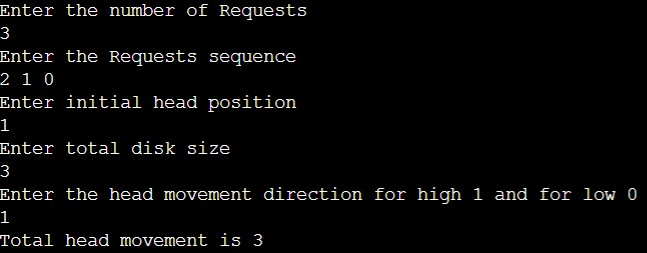 Enter the number of Requests
3
Enter the Requests sequence
2 1 0
Enter initial head position
1
Enter total disk size
3
Enter the head movement direction for high 1 and for low 0
1
Total head movement is 3